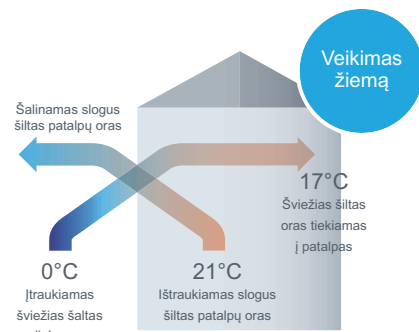 Veikimas
žiemą
Šalinamas slogus
šiltas patalpų oras
17°C
Šviežias šiltas
oras tiekiamas
į patalpas
0°C
Įtraukiamas
šviežias šaltas
21°C
Ištraukiamas slogus
šiltas patalpų oras